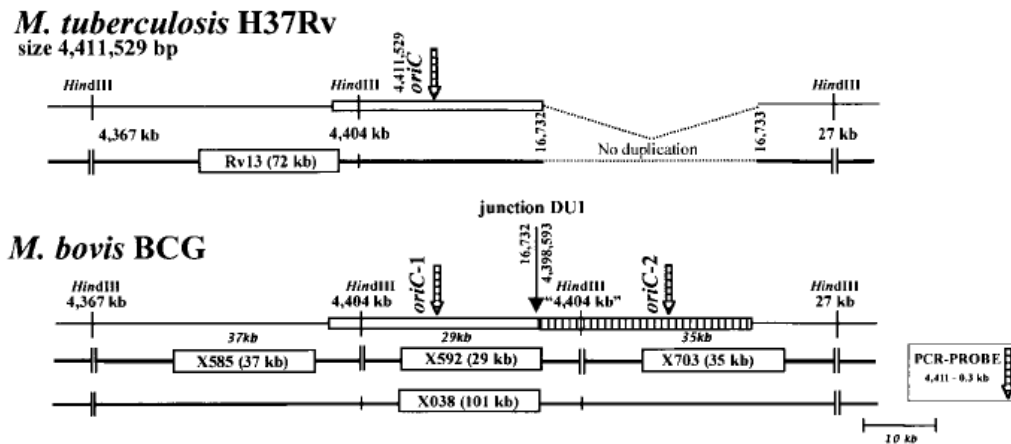 M. tuberculosis H37Rv
size 4,411,529 bp
4,411,529
oriC
HindIII
HindIII
HindIII
4,367 kb
4,404 kb
16,732
16,733
27 kb
No duplication
Rv13 (72 kb)
junction DU1
16,732
4,398,593
M. bovis BCG
oriC-1
oriC-2
HindIII
HindIII
HindIII
HindIII
4,367 kb
4,404 kb
"4,404 kb"
27 kb
37kb
29kb
35kb
X585 (37 kb)
X592 (29 kb)
X703 (35 kb)
PCR-PROBE
4,411 - 0.3 kb
X038 (101 kb)
10 kb